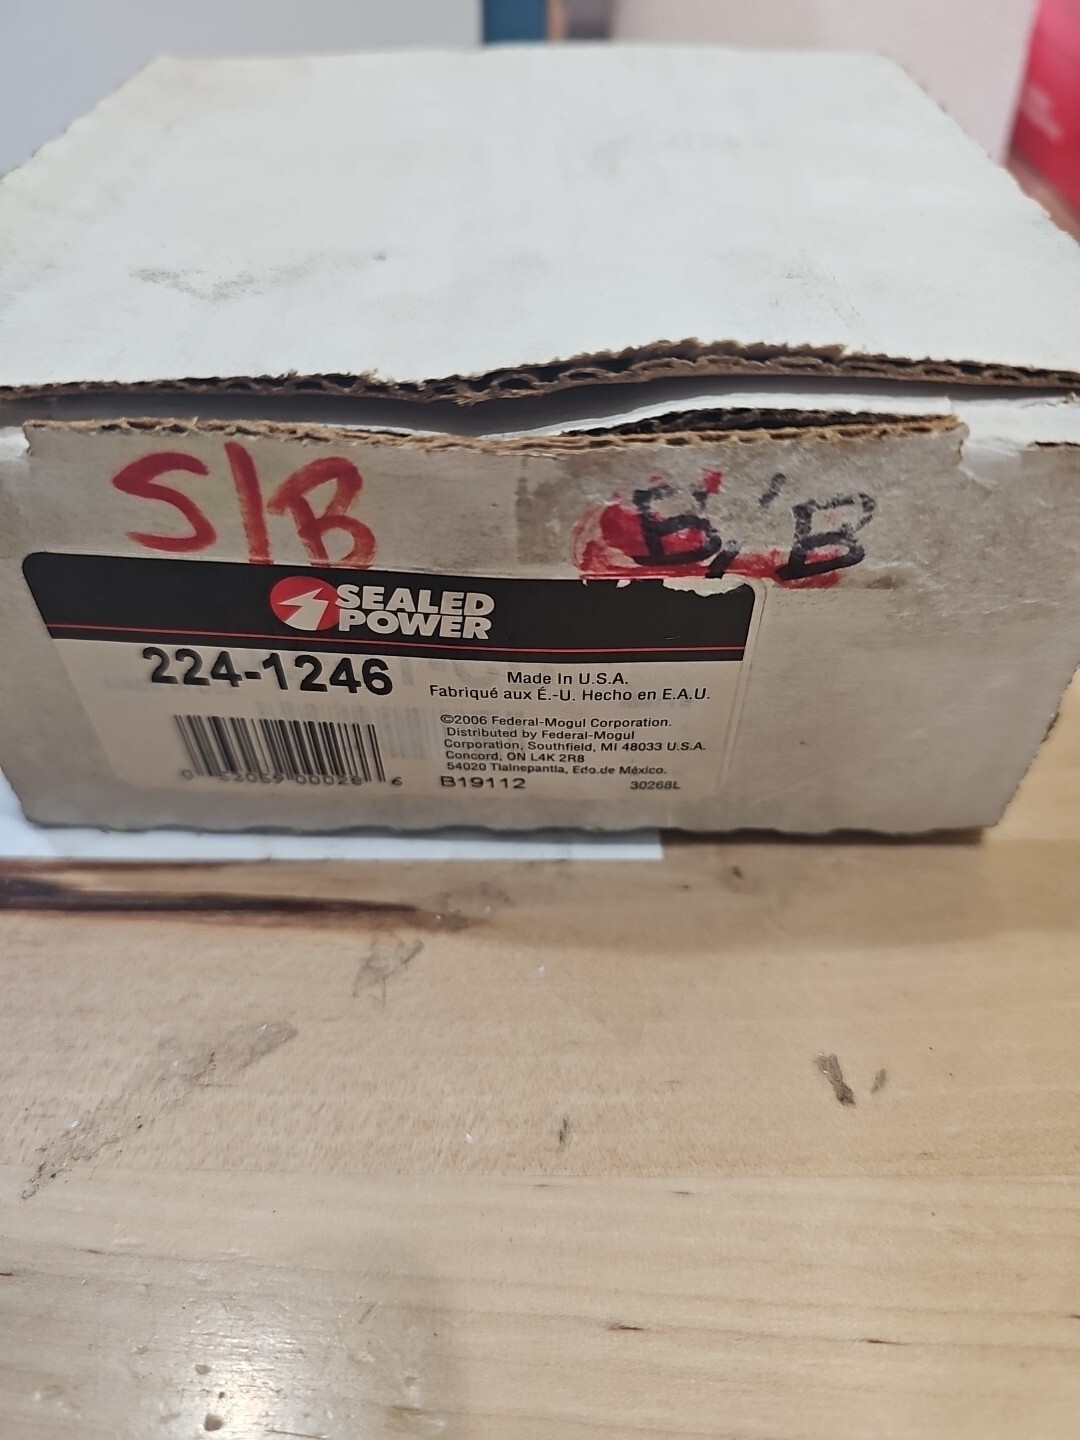 S/B
B, 'B
SEALED
POWER
224-1246
Made In U.S.A.
Fabriqué aux É.-U. Hecho en E.A.U.
©2006 Federal-Mogul Corporation.
Distributed by Federal-Mogul
Corporation, Southfield, MI 48033 U.S.A.
Concord, ON L4K 2R8
54020 Tlalnepantla, Edo.de México.
B19112 30268L